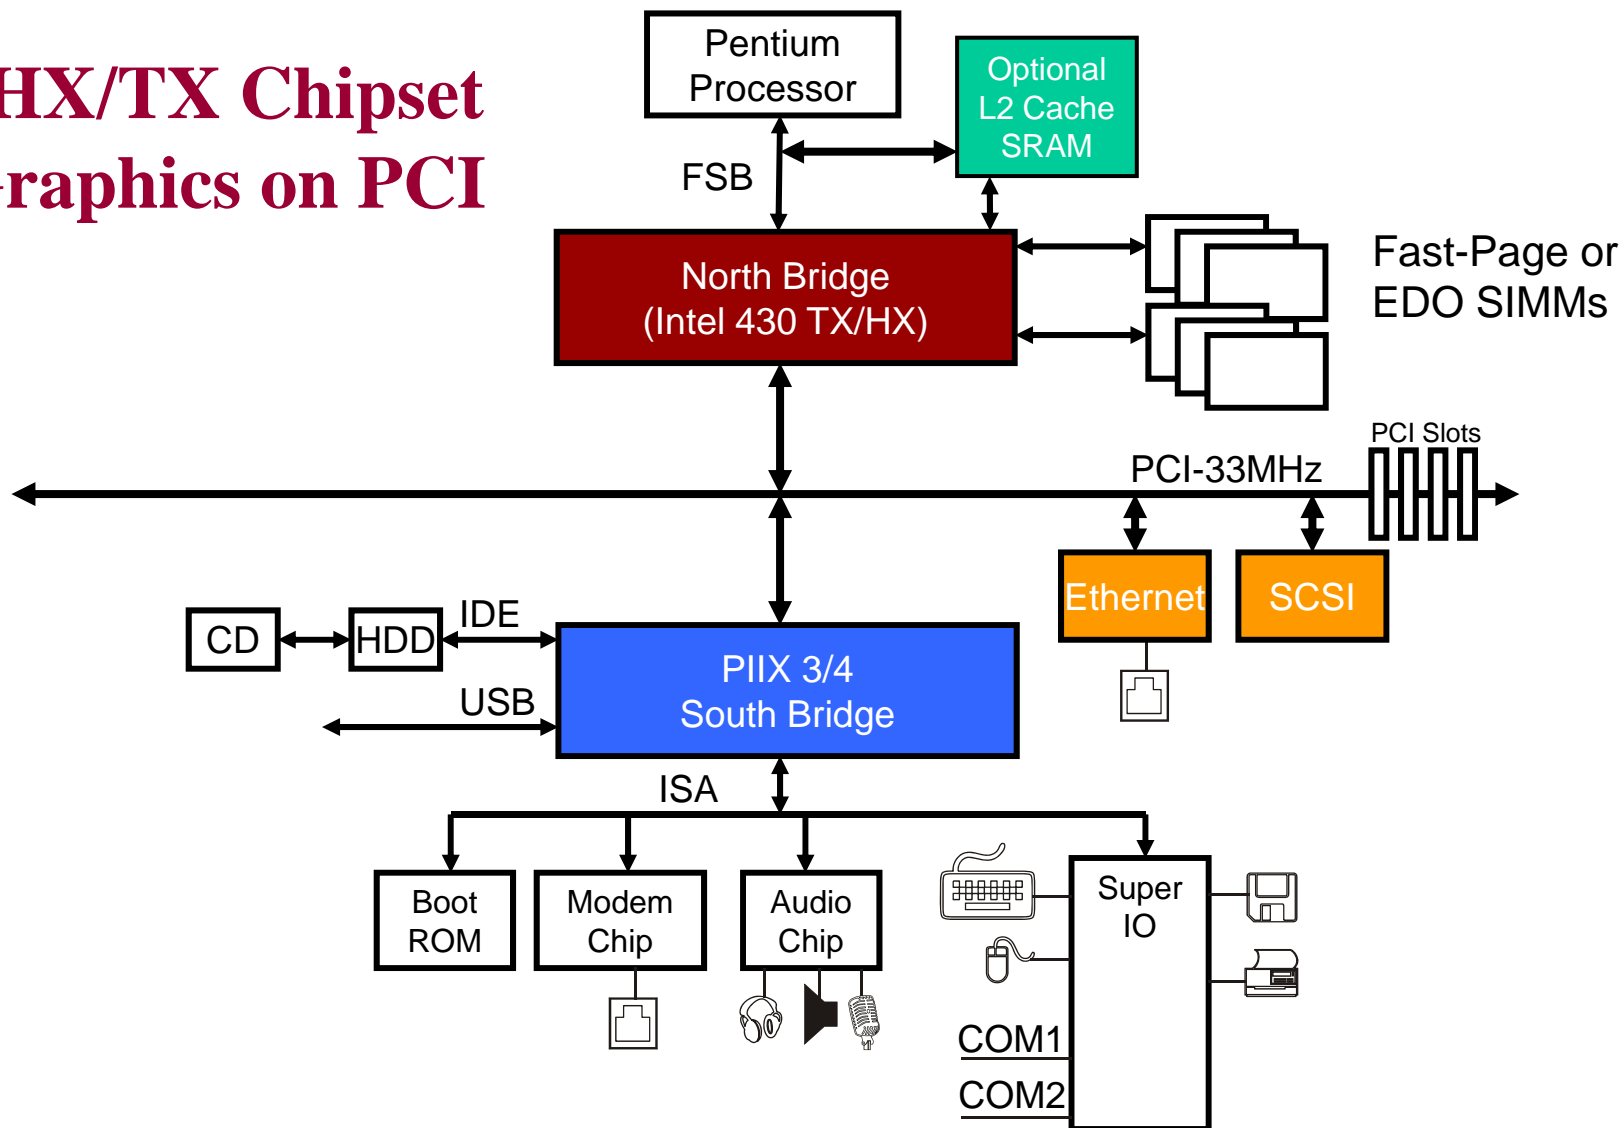 HX/TX Chipset
Graphics on PCI
Pentium
Processor
Optional
L2 Cache
SRAM
FSB
North Bridge
(Intel 430 TX/HX)
Fast-Page or
EDO SIMMs
PCI Slots
PCI-33MHz
Ethernet
SCSI
CD
HDD
IDE
PIIX 3/4
South Bridge
USB
ISA
Boot
ROM
Modem
Chip
Audio
Chip
Super
IO
COM1
COM2